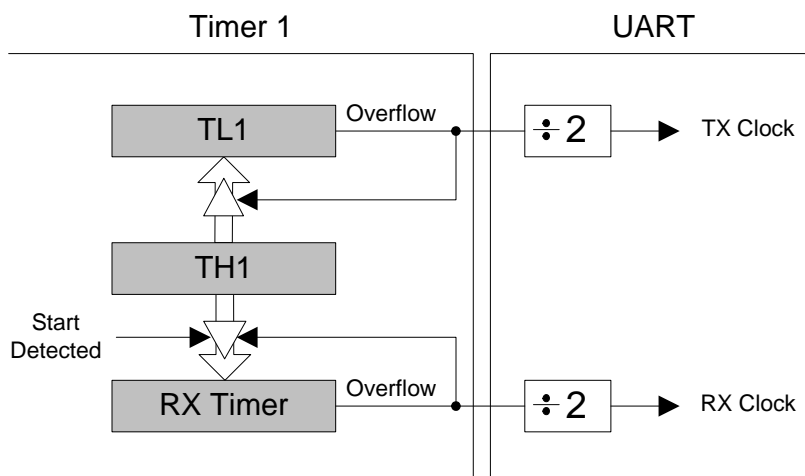 Timer 1
UART
TL1
Overflow
÷ 2
TX Clock
TH1
Start
Detected
RX Timer
Overflow
÷ 2
RX Clock